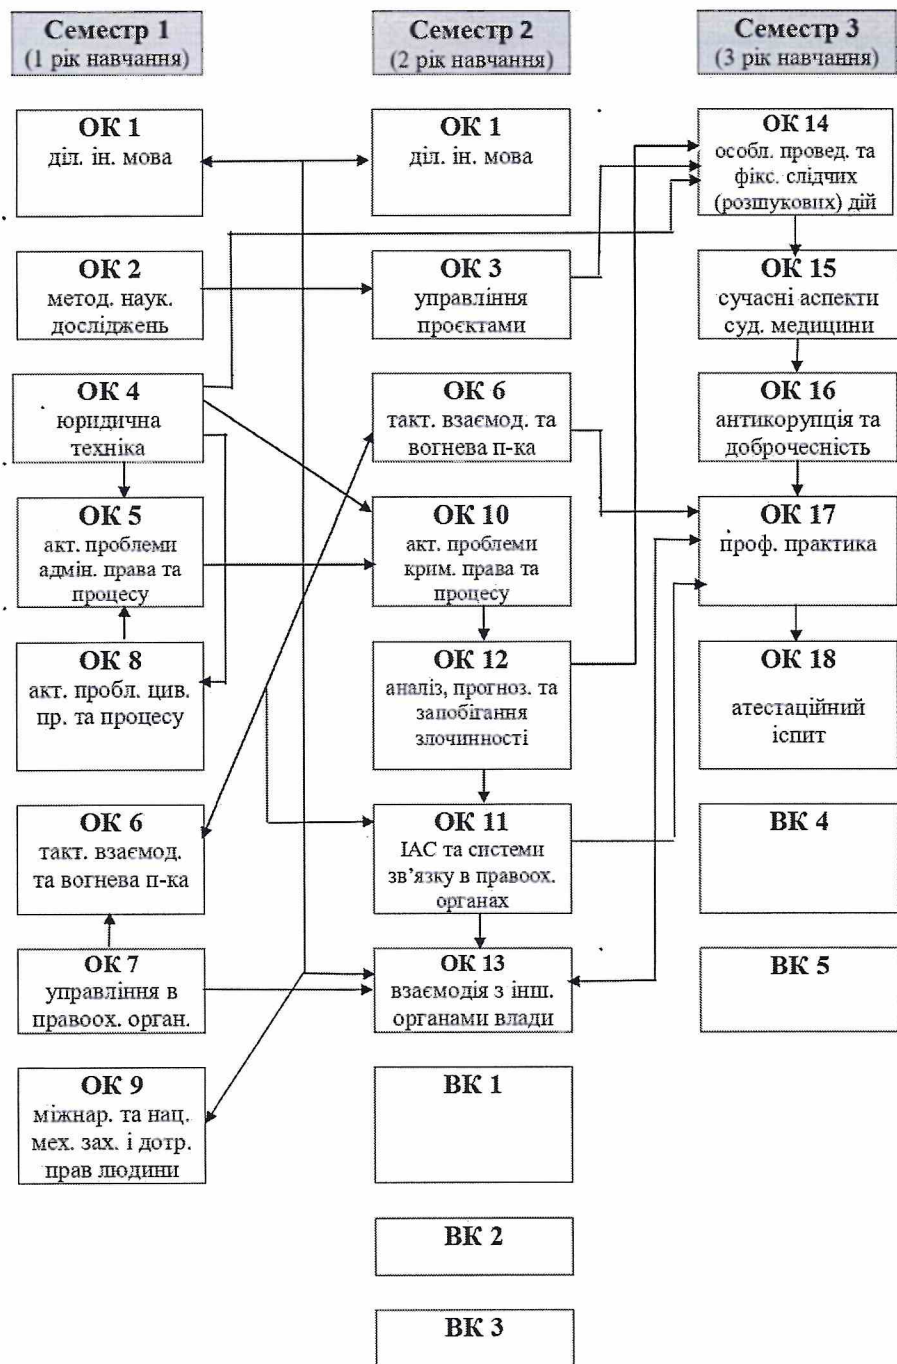 Семестр 1
(1 рік навчання)
ОК 1
діл. ін. мова
ОК 2
метод. наук.
досліджень
ОК 4
юридична
техніка
ОК 5
акт. проблеми
адмін. права та
процесу
ОК 8
акт. пробл. цив.
пр. та процесу
ОК 6
такт. взаємод.
та вогнева п-ка
ОК 7
управління в
правоох. орган.
ОК 9
міжнар. та нац.
мех. зах. і дотр.
прав людини
Семестр 2
(2 рік навчання)
ОК 1
діл. ін. мова
ОК 3
управління
проєктами
ОК 6
такт. взаємод. та
вогнева п-ка
ОК 10
акт. проблеми
крим. права та
процесу
ОК 12
аналіз, прогноз. та
запобігання
злочинності
ОК 11
ІАС та системи
зв’язку в правоох.
органах
ОК 13
взаємодія з інш.
органами влади
ВК 1
ВК 2
ВК 3
Семестр 3
(3 рік навчання)
ОК 14
особл. провед. та
фікс. слідчих
(розшукових) дій
ОК 15
сучасні аспекти
суд. медицини
ОК 16
антикорупція та
доброчесність
ОК 17
проф. практика
ОК 18
атестаційний
іспит
ВК 4
ВК 5